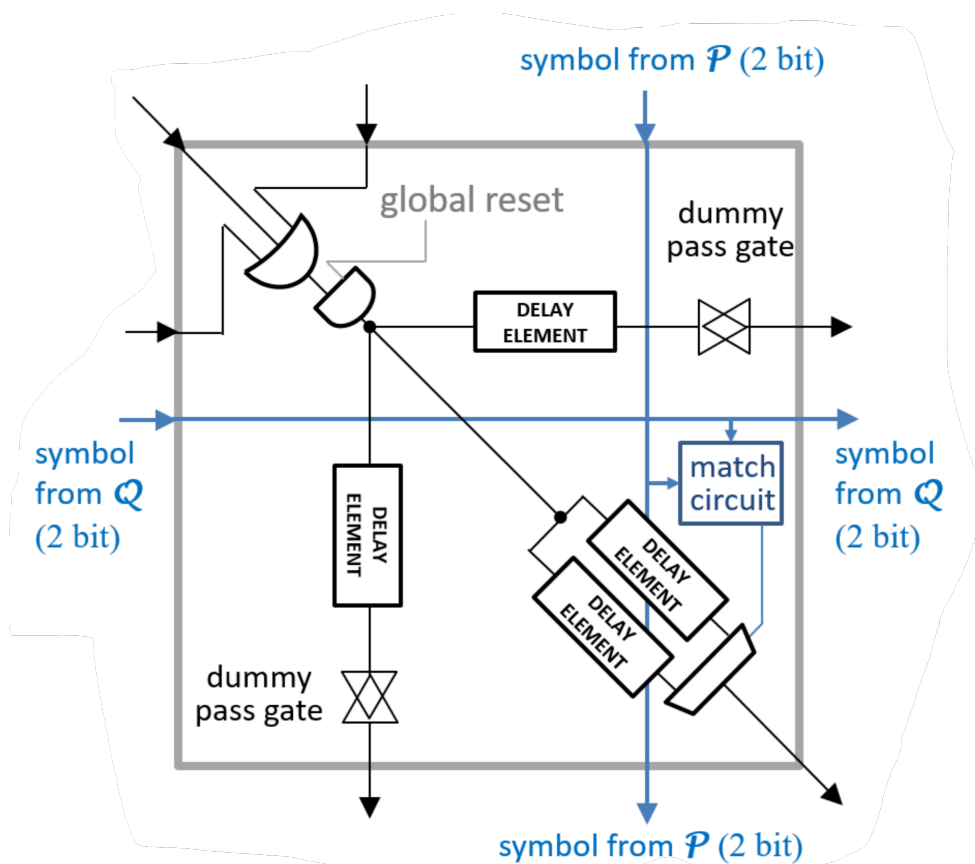 symbol from 𝓟 (2 bit)
global reset
dummy
pass gate
DELAY
ELEMENT
symbol
from 𝓠
(2 bit)
match
circuit
symbol
from 𝓠
(2 bit)
DELAY
ELEMENT
DELAY
ELEMENT
DELAY
ELEMENT
dummy
pass gate
symbol from 𝓟 (2 bit)